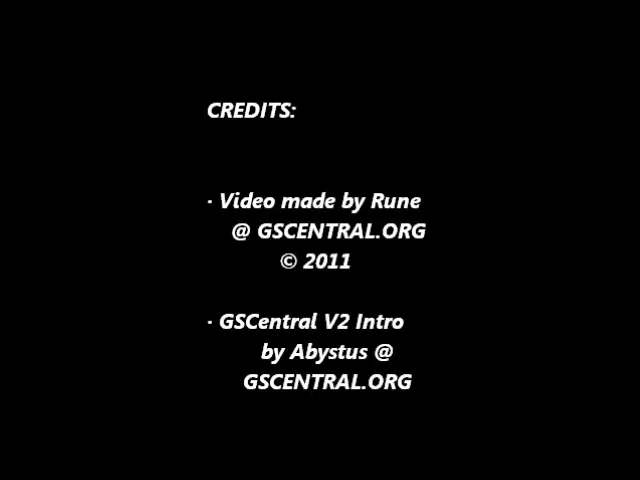 CREDITS:
· Video made by Rune
@ GSCENTRAL.ORG
© 2011
· GSCentral V2 Intro
by Abystus @
GSCENTRAL.ORG